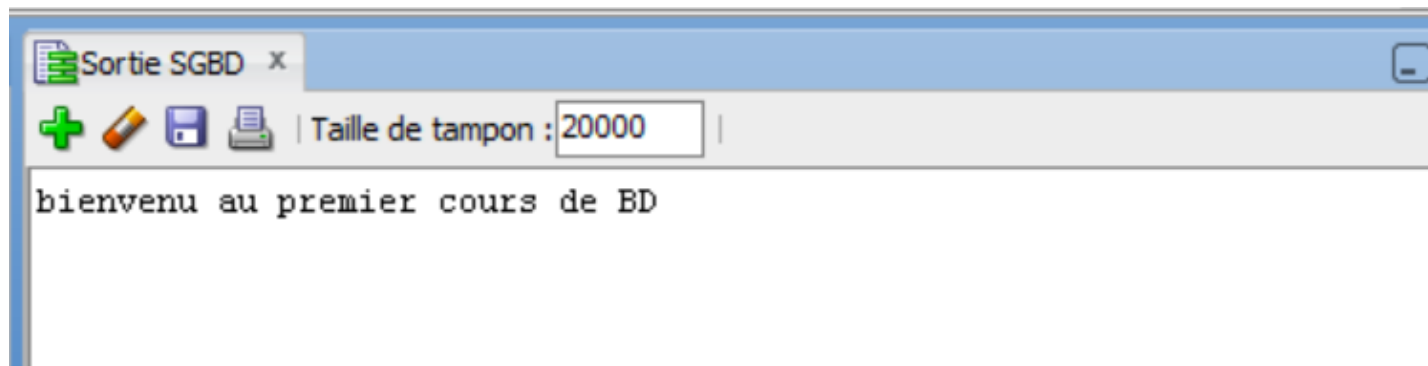 Sortie SGBD x
Taille de tampon : 20000
bienvenu au premier cours de BD